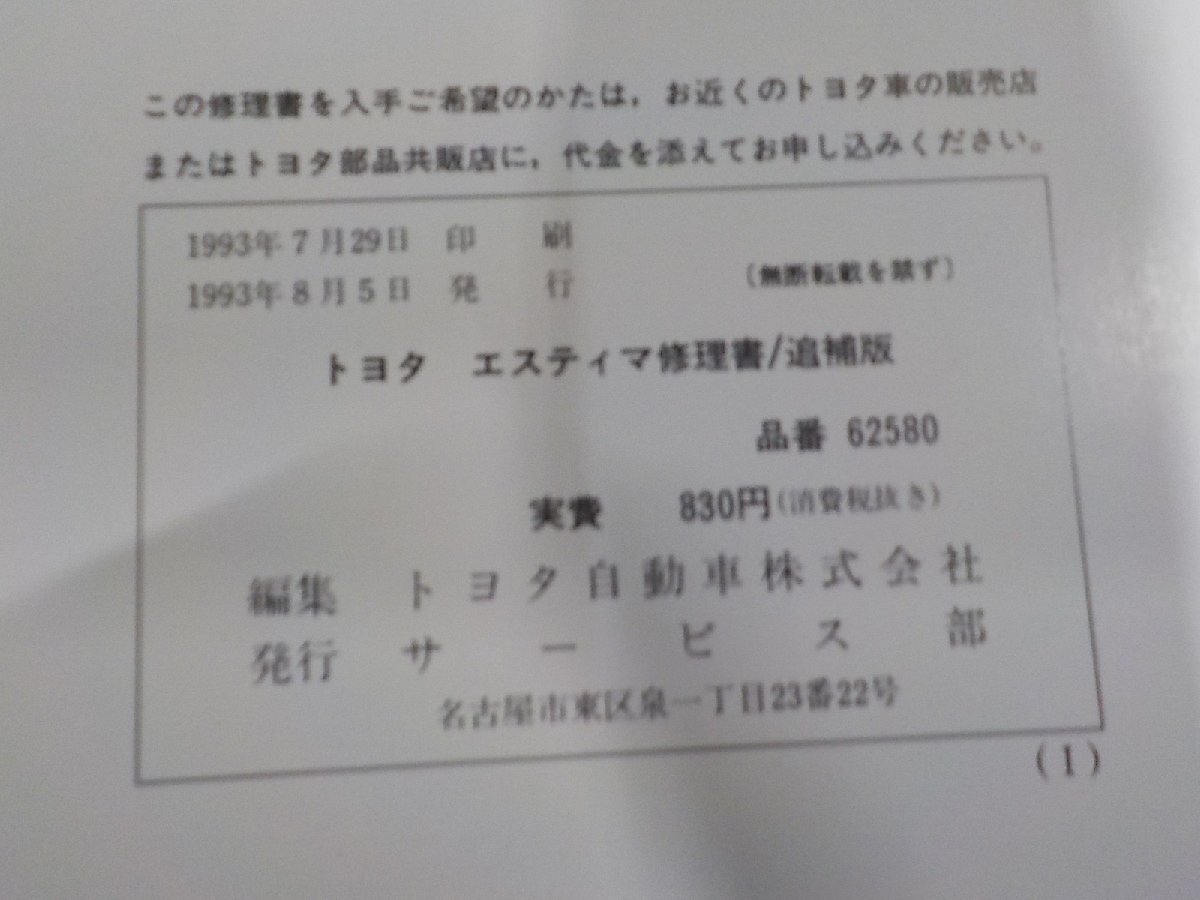 この修理書を入手ご希望のかたは，お近くのトヨタ車の販売店
またはトヨタ部品共販店に，代金を添えてお申し込みください。
1993年7月29日 印 刷
1993年8月5日 発 行
（無断転載を禁ず）
トヨタ エスティマ修理書/追補版
品番 62580
実費 830円（消費税抜き）
編集 トヨタ自動車株式会社
発行 サービス部
名古屋市東区泉一丁目23番22号
（1）